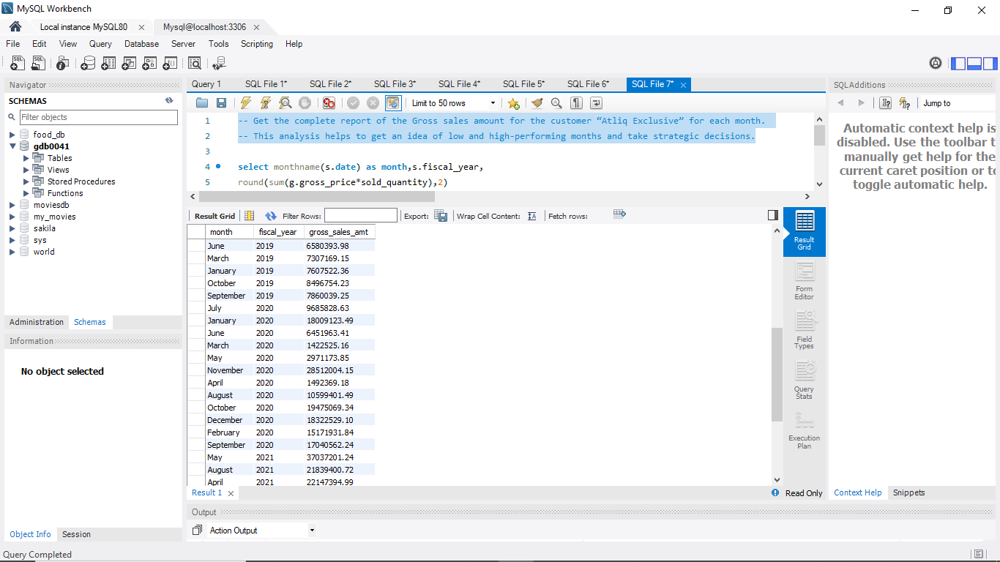 MySQL Workbench
Local instance MySQL80
Mysql@localhost:3306
File Edit View Query Database Server Tools Scripting Help
Navigator
SCHEMAS
Filter objects
food_db
gdb0041
Tables
Views
Stored Procedures
Functions
moviesdb
my_movies
sakila
sys
world
Administration Schemas
Information
No object selected
Object Info Session
Query 1 SQL File 1* SQL File 2* SQL File 3* SQL File 4* SQL File 5* SQL File 6* SQL File 7*
Limit to 50 rows
1 -- Get the complete report of the Gross sales amount for the customer “Atliq Exclusive” for each month.
2 -- This analysis helps to get an idea of low and high-performing months and take strategic decisions.
3
4 select monthname(s.date) as month,s.fiscal_year,
5 round(sum(g.gross_price*sold_quantity),2)
Result Grid Filter Rows: Export: Wrap Cell Content: Fetch rows:
month fiscal_year gross_sales_amt
June 2019 6580393.98
March 2019 7307169.15
January 2019 7607522.36
October 2019 8496754.23
September 2019 7860039.25
July 2020 9685828.63
January 2020 18009123.49
June 2020 6451963.41
March 2020 1422525.16
May 2020 2971173.85
November 2020 28512004.15
April 2020 1492369.18
August 2020 10599401.49
October 2020 19475069.34
December 2020 18322529.10
February 2020 15171931.84
September 2020 17040562.24
May 2021 37037201.24
August 2021 21839400.72
April 2021 22147394.99
Result
Grid
Form
Editor
Field
Types
Query
Stats
Execution
Plan
Result 1
Read Only
Output
Action Output
SQLAdditions
Jump to
Automatic context help is
disabled. Use the toolbar t
manually get help for the
current caret position or to
toggle automatic help.
Context Help Snippets
Query Completed